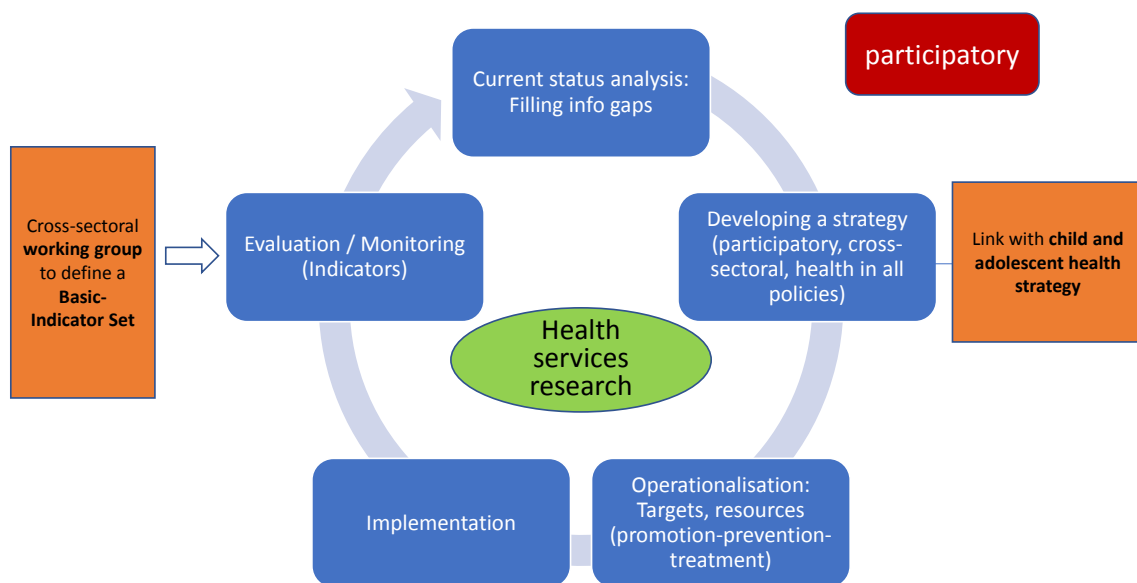 participatory
Current status analysis:
Filling info gaps
Developing a strategy
(participatory, cross-
sectoral, health in all
policies)
Link with child and
adolescent health
strategy
Operationalisation:
Targets, resources
(promotion-prevention-
treatment)
Implementation
Evaluation / Monitoring
(Indicators)
Cross-sectoral
working group
to define a
Basic-
Indicator Set
Health
services
research